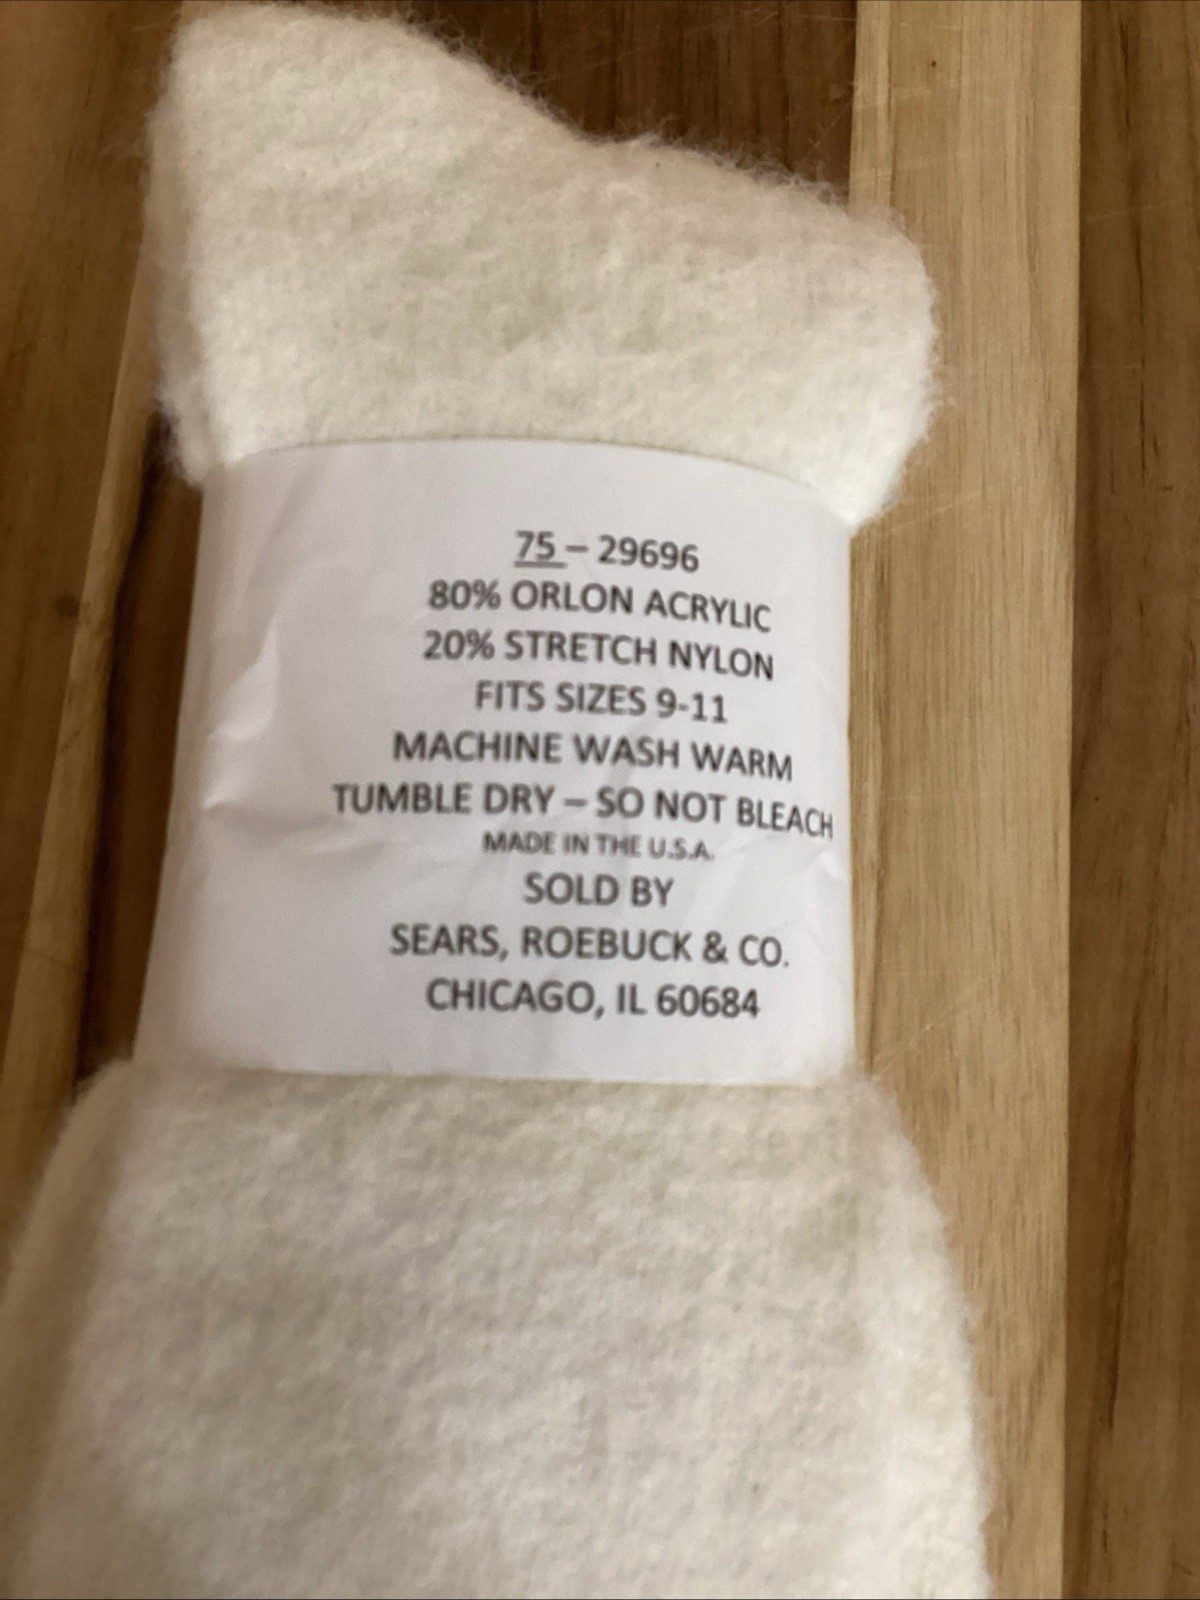 75 – 29696
80% ORLON ACRYLIC
20% STRETCH NYLON
FITS SIZES 9-11
MACHINE WASH WARM
TUMBLE DRY – SO NOT BLEACH
MADE IN THE U.S.A.
SOLD BY
SEARS, ROEBUCK & CO.
CHICAGO, IL 60684